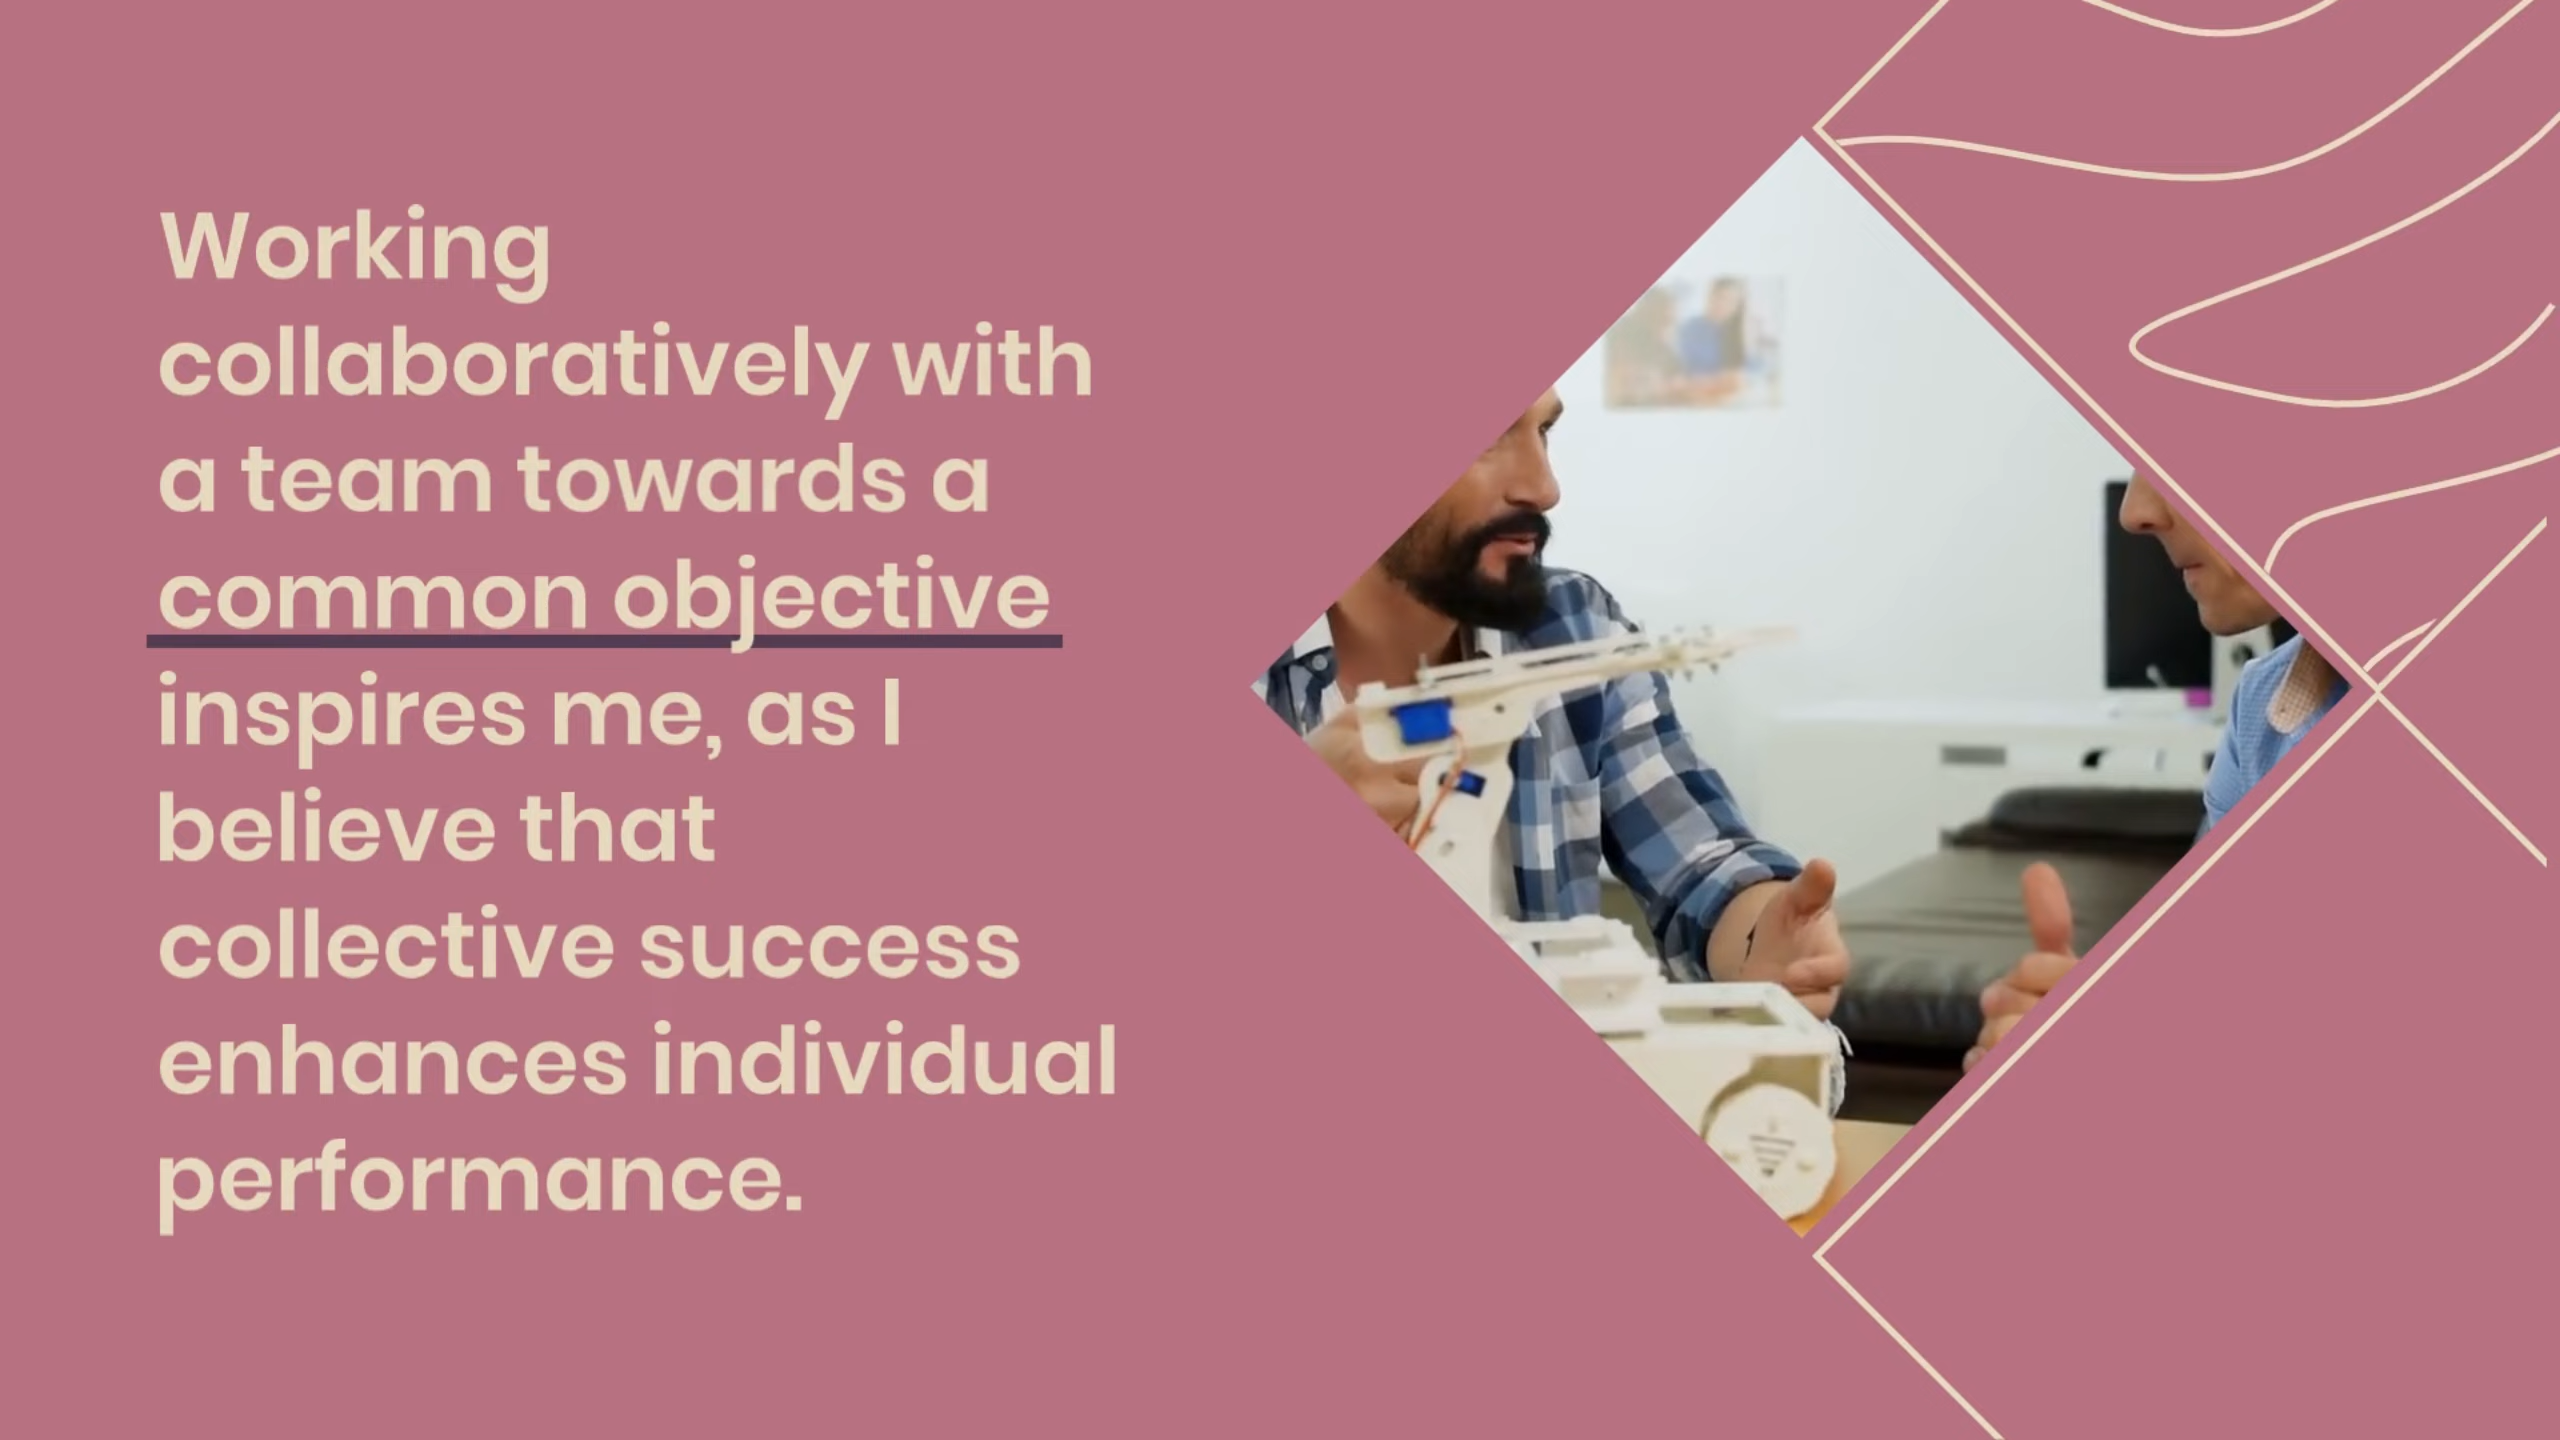 Working
collaboratively with
a team towards a
common objective
inspires me, as I
believe that
collective success
enhances individual
performance.